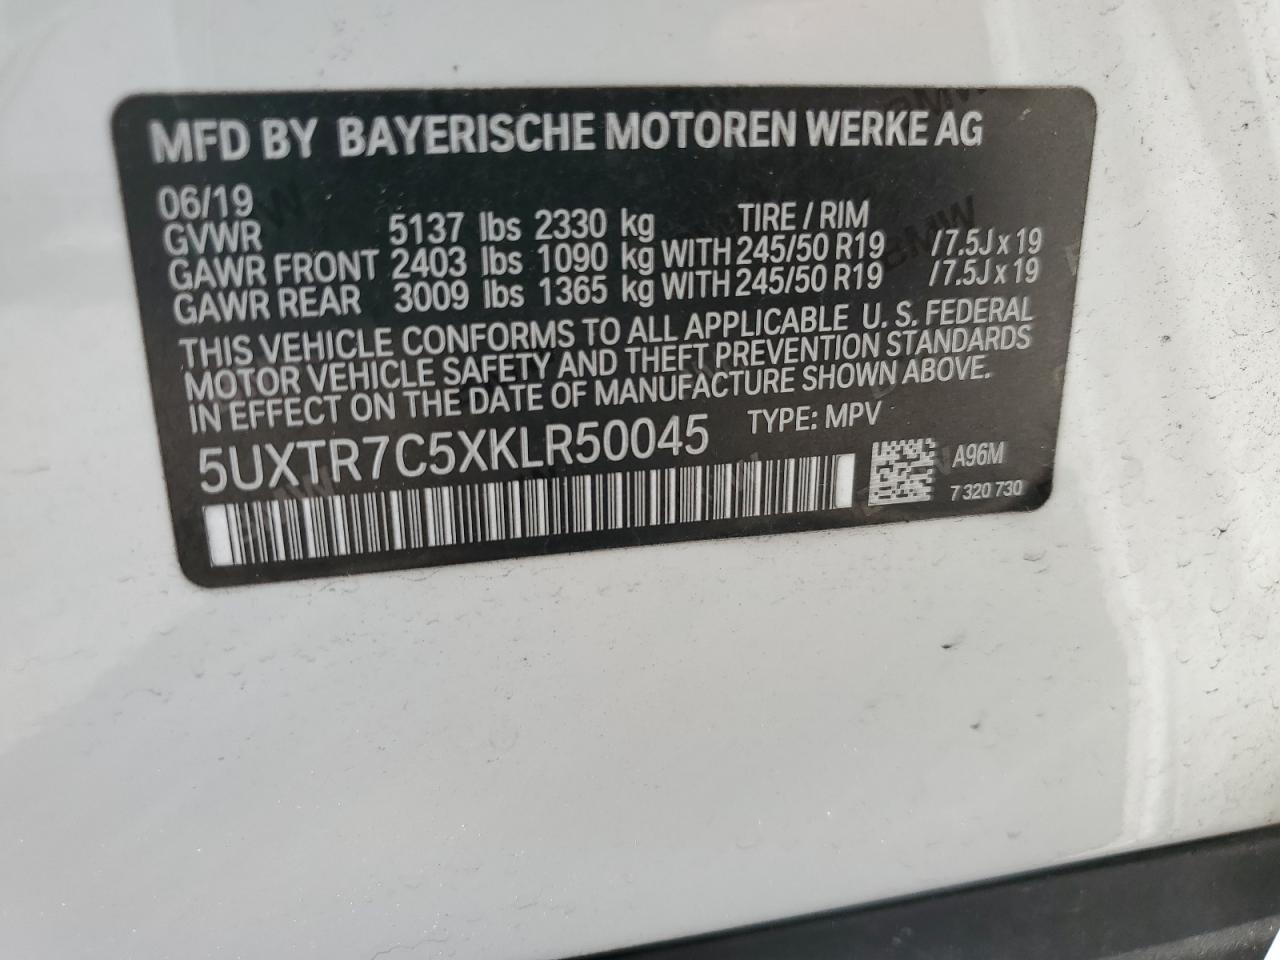 MFD BY BAYERISCHE MOTOREN WERKE AG
06/19
GVWR 5137 lbs 2330 kg TIRE / RIM
GAWR FRONT 2403 lbs 1090 kg WITH 245/50 R19 /7.5J x 19
GAWR REAR 3009 lbs 1365 kg WITH 245/50 R19 /7.5J x 19
THIS VEHICLE CONFORMS TO ALL APPLICABLE U. S. FEDERAL
MOTOR VEHICLE SAFETY AND THEFT PREVENTION STANDARDS
IN EFFECT ON THE DATE OF MANUFACTURE SHOWN ABOVE.
5UXTR7C5XKLR50045 TYPE: MPV
A96M
7 320 730